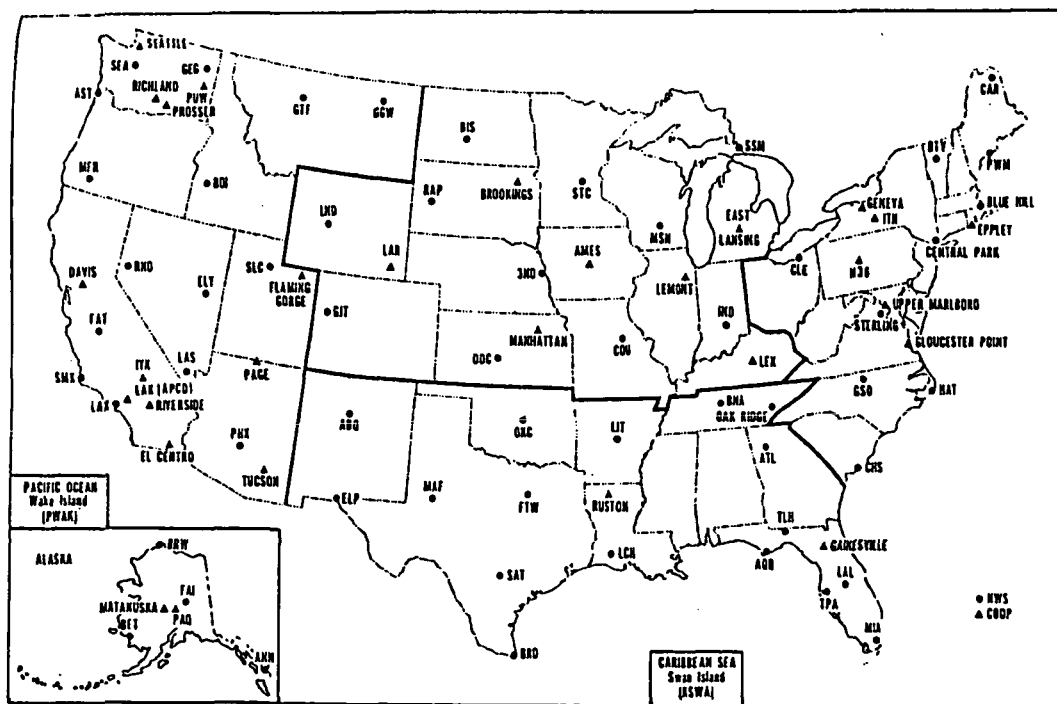 SEATTLE
SEA
GEG
RICHLAND
PUW
PROSSER
AST
GTF
GGW
BIS
CAR
MFR
BOI
RAP
BROOKINGS
STC
SSM
BTV
PWM
LND
LAR
MSN
EAST
LANSING
GENEVA
ITH
BLUE HILL
EPPLEY
CENTRAL PARK
DAVIS
RNO
ELY
SLC
FLAMING
GORGE
AMES
LEMONT
CLE
N36
UPPER MARLBORO
STERLING
GLOUCESTER POINT
FAT
GJT
MANHATTAN
DDC
COU
IND
LEX
SMX
LAS
IYK
LAX (APCD)
LAX
RIVERSIDE
PAGE
BNA
OAK RIDGE
GSO
HAT
EL CENTRO
PHX
TUCSON
ABQ
OKC
LIT
ATL
CHS
ELP
MAF
FTW
RUSTON
TLH
GAINESVILLE
PACIFIC OCEAN
Wake Island
(PWAK)
LCH
AQQ
LAL
SAT
TPA
MIA
BRO
ALASKA
BRW
FAI
MATANUSKA
PAQ
BET
ANN
CARIBBEAN SEA
Swan Island
(KSWA)
NWS
COOP